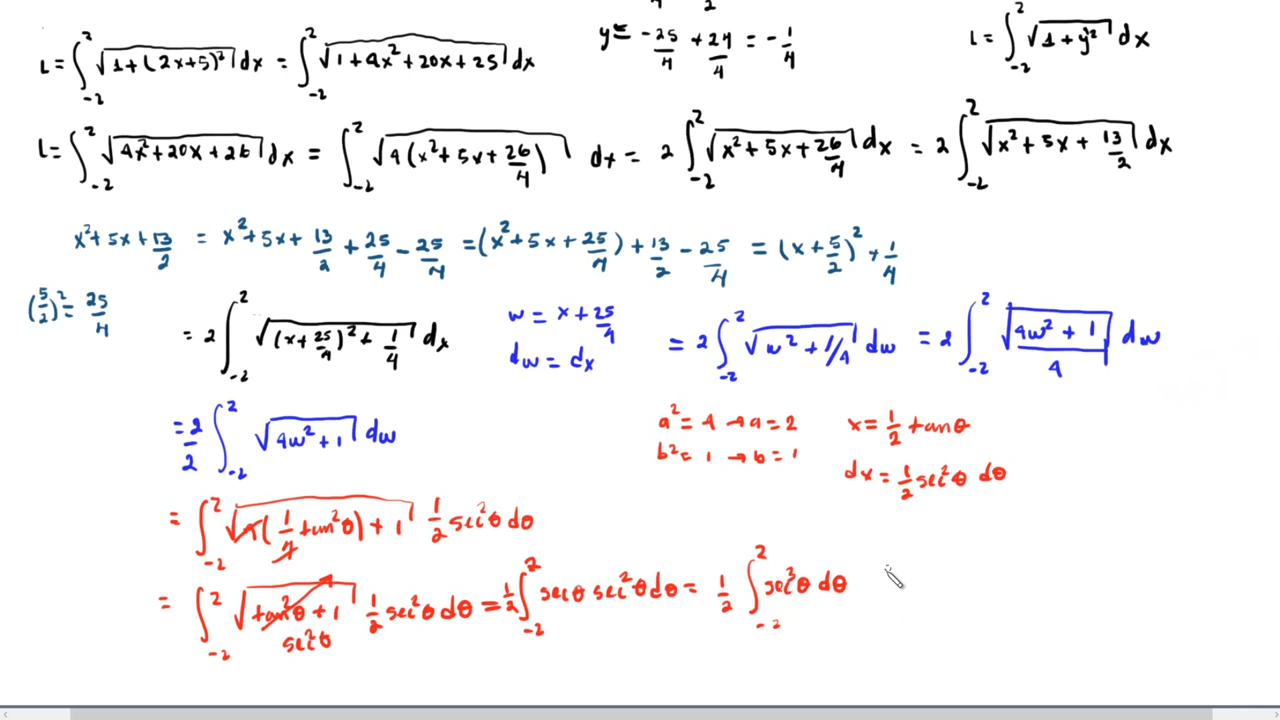 L = ∫_{-2}^{2} √(1+(2x+5)²) dx = ∫_{-2}^{2} √(1+4x²+20x+25) dx
y = -25/4 + 24/4 = -1/4
L = ∫_{-2}^{2} √(1+y'²) dx
L = ∫_{-2}^{2} √(4x²+20x+26) dx = ∫_{-2}^{2} √(4(x²+5x+26/4)) dx = 2 ∫_{-2}^{2} √(x²+5x+26/4) dx = 2 ∫_{-2}^{2} √(x²+5x+13/2) dx
x²+5x+13/2 = x²+5x+13/2+25/4-25/4 = (x²+5x+25/4)+13/2-25/4 = (x+5/2)²+1/4
(5/2)² = 25/4
= 2 ∫_{-2}^{2} √((x+25/4)²+1/4) dx
w = x+25/4
dw = dx
= 2 ∫_{-2}^{2} √(w²+1/4) dw = 2 ∫_{-2}^{2} √((4w²+1)/4) dw
= 2/2 ∫_{-2}^{2} √(4w²+1) dw
a² = 4 → a = 2
b² = 1 → b = 1
x = 1/2 tanθ
dx = 1/2 sec²θ dθ
= ∫_{-2}^{2} √(4(1/4 tan²θ)+1) 1/2 sec²θ dθ
= ∫_{-2}^{2} √(tan²θ+1) 1/2 sec²θ dθ = 1/2 ∫_{-2}^{2} secθ sec²θ dθ = 1/2 ∫_{-2}^{2} sec³θ dθ
sec²θ